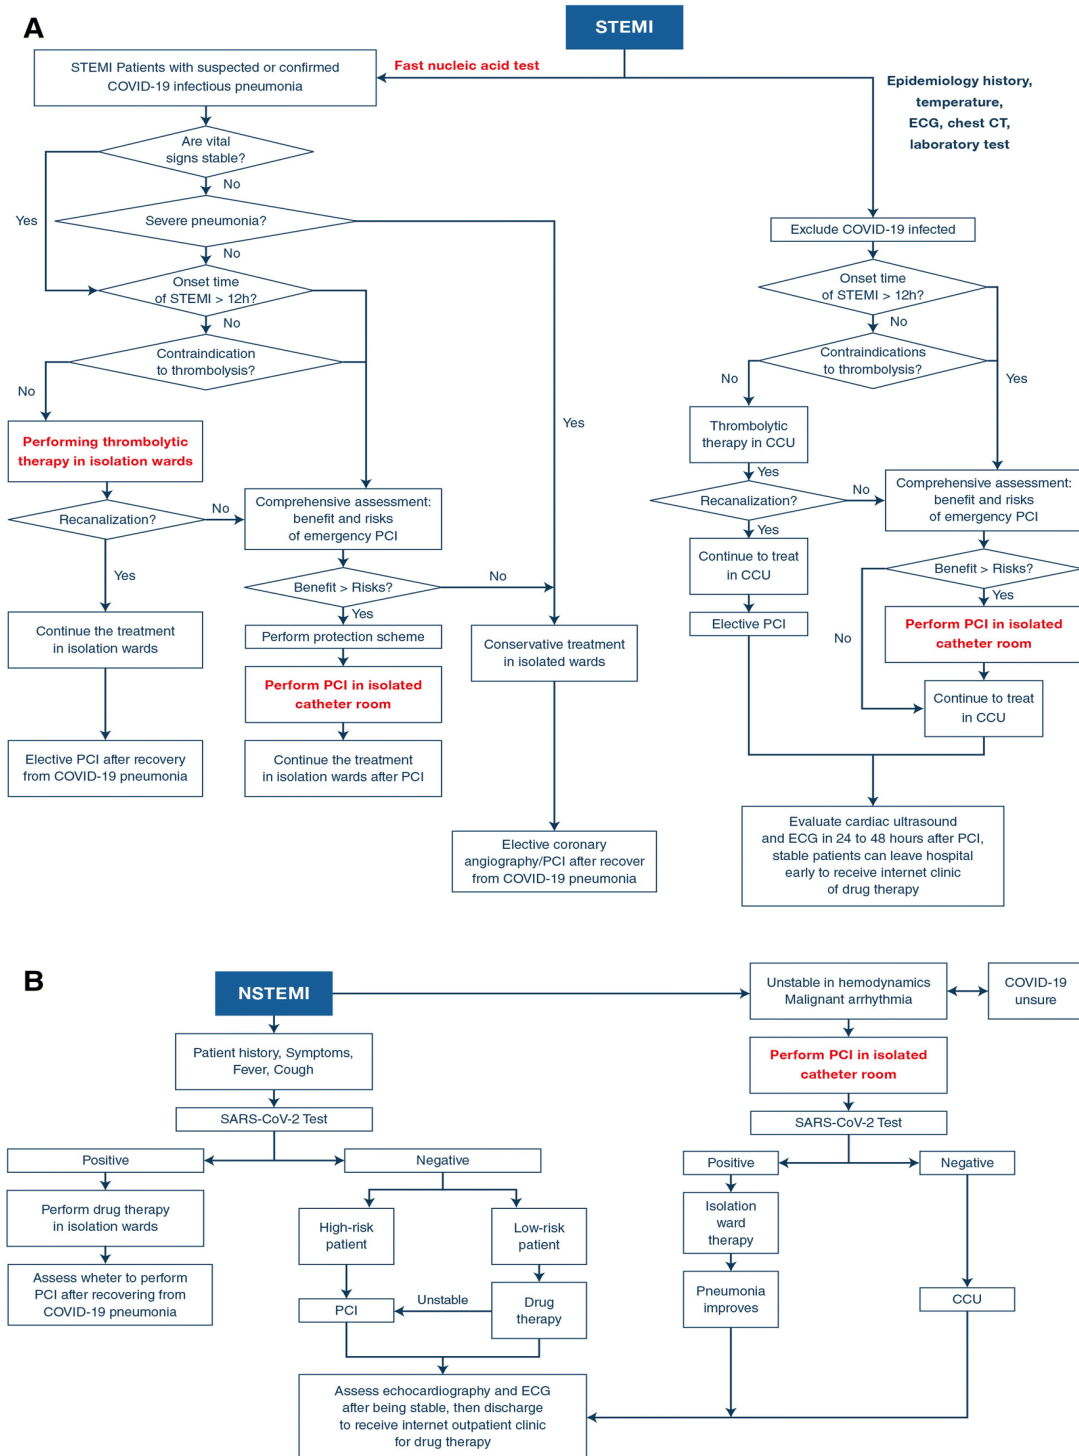 A
STEMI
STEMI Patients with suspected or confirmed
COVID-19 infectious pneumonia
Fast nucleic acid test
Epidemiology history,
temperature,
ECG, chest CT,
laboratory test
Are vital
signs stable?
No
Yes
Severe pneumonia?
No
Onset time
of STEMI > 12h?
No
Contraindication
to thrombolysis?
No
Yes
Performing thrombolytic
therapy in isolation wards
Recanalization?
No
Yes
Continue the treatment
in isolation wards
Elective PCI after recovery
from COVID-19 pneumonia
Comprehensive assessment:
benefit and risks
of emergency PCI
Benefit > Risks?
No
Yes
Perform protection scheme
Perform PCI in isolated
catheter room
Continue the treatment
in isolation wards after PCI
Conservative treatment
in isolated wards
Elective coronary
angiography/PCI after recover
from COVID-19 pneumonia
Exclude COVID-19 infected
Onset time
of STEMI > 12h?
No
Contraindications
to thrombolysis?
No
Yes
Thrombolytic
therapy in CCU
Yes
Recanalization?
No
Yes
Continue to treat
in CCU
Elective PCI
Comprehensive assessment:
benefit and risks
of emergency PCI
Benefit > Risks?
Yes
No
Perform PCI in isolated
catheter room
Continue to treat
in CCU
Evaluate cardiac ultrasound
and ECG in 24 to 48 hours after PCI,
stable patients can leave hospital
early to receive internet clinic
of drug therapy
B
NSTEMI
Patient history, Symptoms,
Fever, Cough
SARS-CoV-2 Test
Positive
Negative
Perform drug therapy
in isolation wards
Assess wheter to perform
PCI after recovering from
COVID-19 pneumonia
High-risk
patient
Low-risk
patient
PCI
Unstable
Drug
therapy
Assess echocardiography and ECG
after being stable, then discharge
to receive internet outpatient clinic
for drug therapy
Unstable in hemodynamics
Malignant arrhythmia
COVID-19
unsure
Perform PCI in isolated
catheter room
SARS-CoV-2 Test
Positive
Negative
Isolation
ward
therapy
Pneumonia
improves
CCU